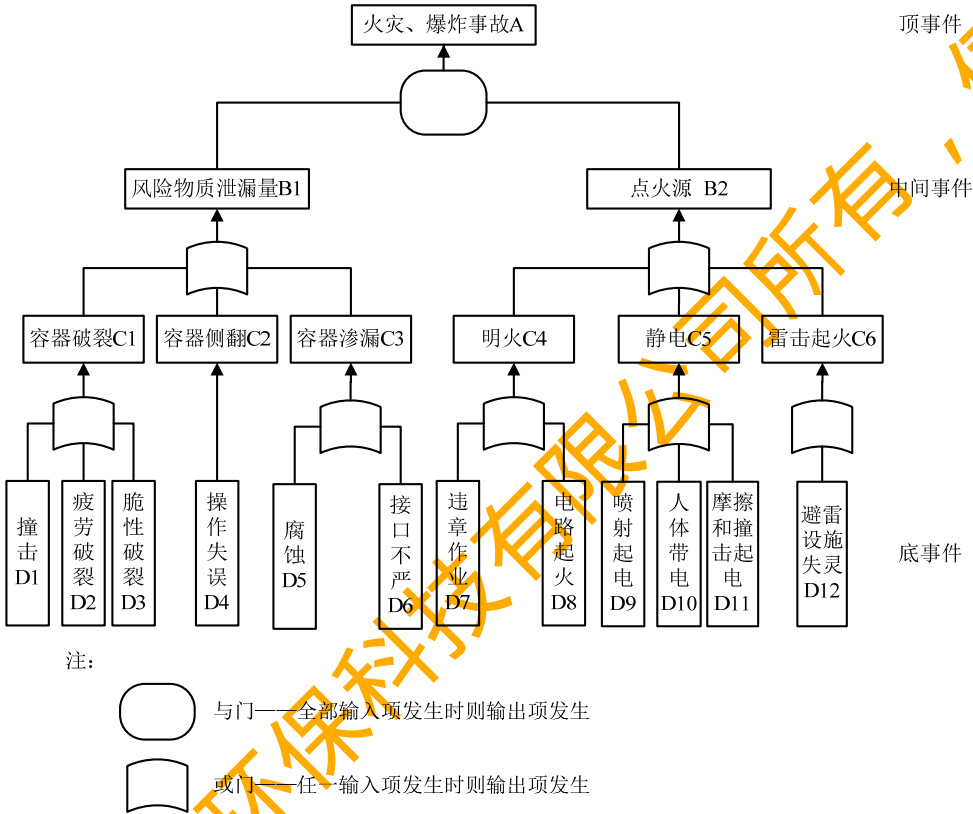 火灾、爆炸事故A
顶事件
风险物质泄漏量B1
点火源 B2
中间事件
容器破裂C1
容器侧翻C2
容器渗漏C3
明火C4
静电C5
雷击起火C6
撞击D1
疲劳破裂D2
脆性破裂D3
操作失误D4
腐蚀D5
接口不严D6
违章作业D7
电路起火D8
喷射起电D9
人体带电D10
摩擦和撞击起电D11
避雷设施失灵D12
底事件
注：
与门——全部输入项发生时则输出项发生
或门——任一输入项发生时则输出项发生
环保科技有限公司所有，